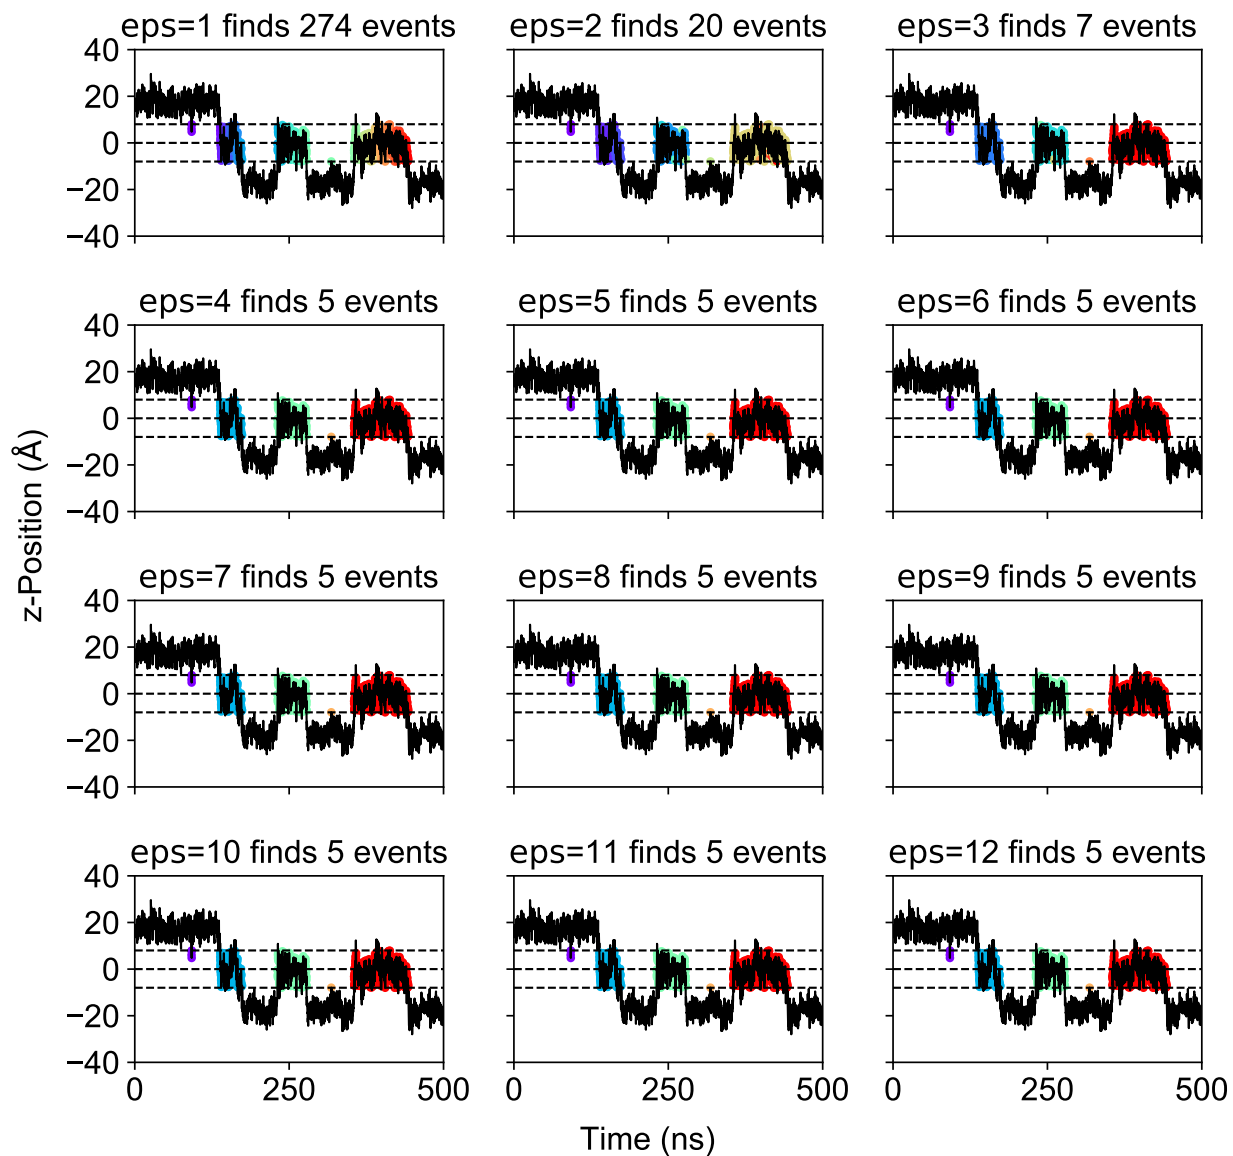 eps=1 finds 274 events
eps=2 finds 20 events
eps=3 finds 7 events
40
20
0
−20
−40
eps=4 finds 5 events
eps=5 finds 5 events
eps=6 finds 5 events
40
20
0
−20
−40
z-Position (Å)
eps=7 finds 5 events
eps=8 finds 5 events
eps=9 finds 5 events
40
20
0
−20
−40
eps=10 finds 5 events
eps=11 finds 5 events
eps=12 finds 5 events
40
20
0
−20
−40
0 250 500
0 250 500
0 250 500
Time (ns)